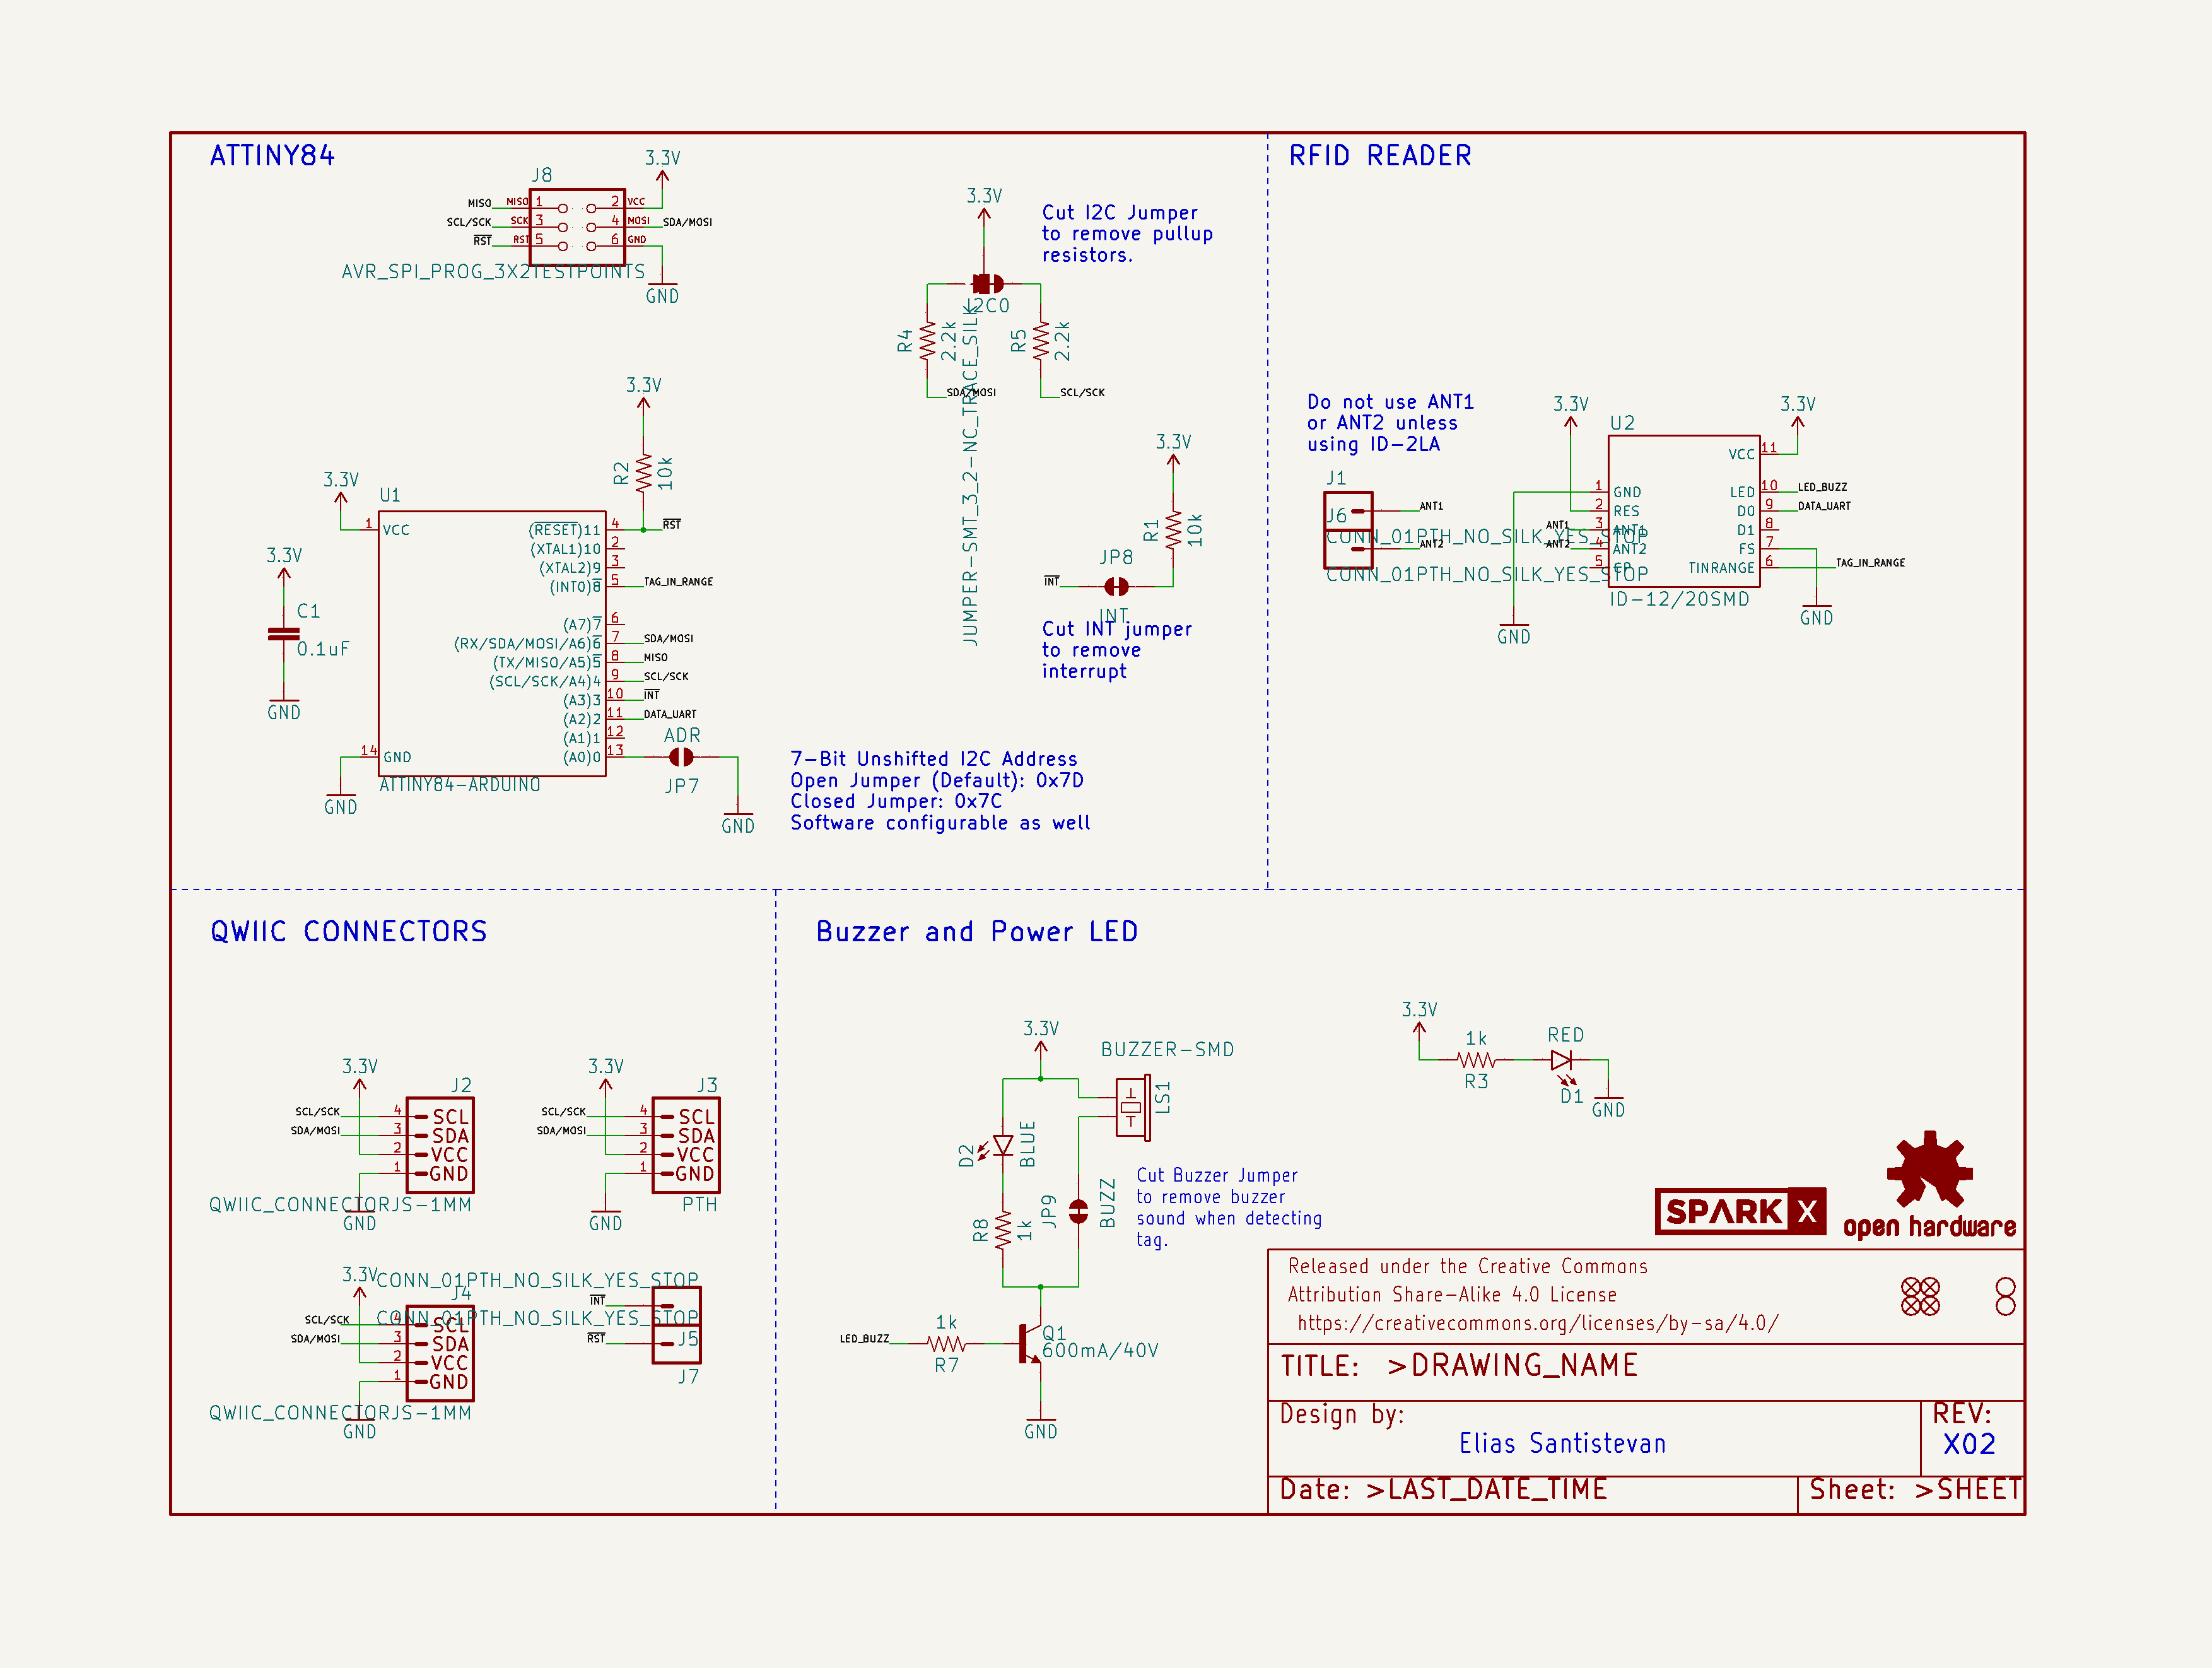 ATTINY84
J8
3.3V
MISO
MISO
1
2
VCC
SCL/SCK
SCK
3
4
MOSI
SDA/MOSI
RST
RST
5
6
GND
AVR_SPI_PROG_3X2TESTPOINTS
GND
3.3V
Cut I2C Jumper
to remove pullup
resistors.
I2C0
JUMPER-SMT_3_2-NC_TRACE_SILK
R4
2.2k
R5
2.2k
SDA/MOSI
SCL/SCK
3.3V
R2
10k
3.3V
U1
1
VCC
(RESET)11
4
RST
(XTAL1)10
2
(XTAL2)9
3
(INT0)8
5
TAG_IN_RANGE
(A7)7
6
(RX/SDA/MOSI/A6)6
7
SDA/MOSI
(TX/MISO/A5)5
8
MISO
(SCL/SCK/A4)4
9
SCL/SCK
(A3)3
10
INT
(A2)2
11
DATA_UART
(A1)1
12
(A0)0
13
14
GND
GND
ATTINY84-ARDUINO
ADR
JP7
GND
3.3V
C1
0.1uF
GND
3.3V
R1
10k
JP8
INT
INT
Cut INT jumper
to remove
interrupt
7-Bit Unshifted I2C Address
Open Jumper (Default): 0x7D
Closed Jumper: 0x7C
Software configurable as well
RFID READER
Do not use ANT1
or ANT2 unless
using ID-2LA
J1
ANT1
J6
CONN_01PTH_NO_SILK_YES_STOP
ANT2
CONN_01PTH_NO_SILK_YES_STOP
3.3V
U2
3.3V
VCC
11
1
GND
LED
10
LED_BUZZ
2
RES
D0
9
DATA_UART
ANT1
3
ANT1
D1
8
ANT2
4
ANT2
FS
7
5
CP
TINRANGE
6
TAG_IN_RANGE
ID-12/20SMD
GND
GND
QWIIC CONNECTORS
3.3V
J2
SCL/SCK
4
SCL
SDA/MOSI
3
SDA
2
VCC
1
GND
QWIIC_CONNECTORJS-1MM
GND
3.3V
J3
SCL/SCK
4
SCL
SDA/MOSI
3
SDA
2
VCC
1
GND
PTH
GND
3.3V
J4
SCL/SCK
4
SCL
SDA/MOSI
3
SDA
2
VCC
1
GND
QWIIC_CONNECTORJS-1MM
GND
CONN_01PTH_NO_SILK_YES_STOP
INT
CONN_01PTH_NO_SILK_YES_STOP
RST
J5
J7
Buzzer and Power LED
3.3V
BUZZER-SMD
LS1
D2
BLUE
R8
1k
JP9
BUZZ
Cut Buzzer Jumper
to remove buzzer
sound when detecting
tag.
LED_BUZZ
1k
R7
Q1
600mA/40V
GND
3.3V
1k
R3
RED
D1
GND
SPARK X
open hardware
Released under the Creative Commons
Attribution Share-Alike 4.0 License
https://creativecommons.org/licenses/by-sa/4.0/
TITLE: >DRAWING_NAME
Design by:
Elias Santistevan
REV:
X02
Date: >LAST_DATE_TIME
Sheet: >SHEET